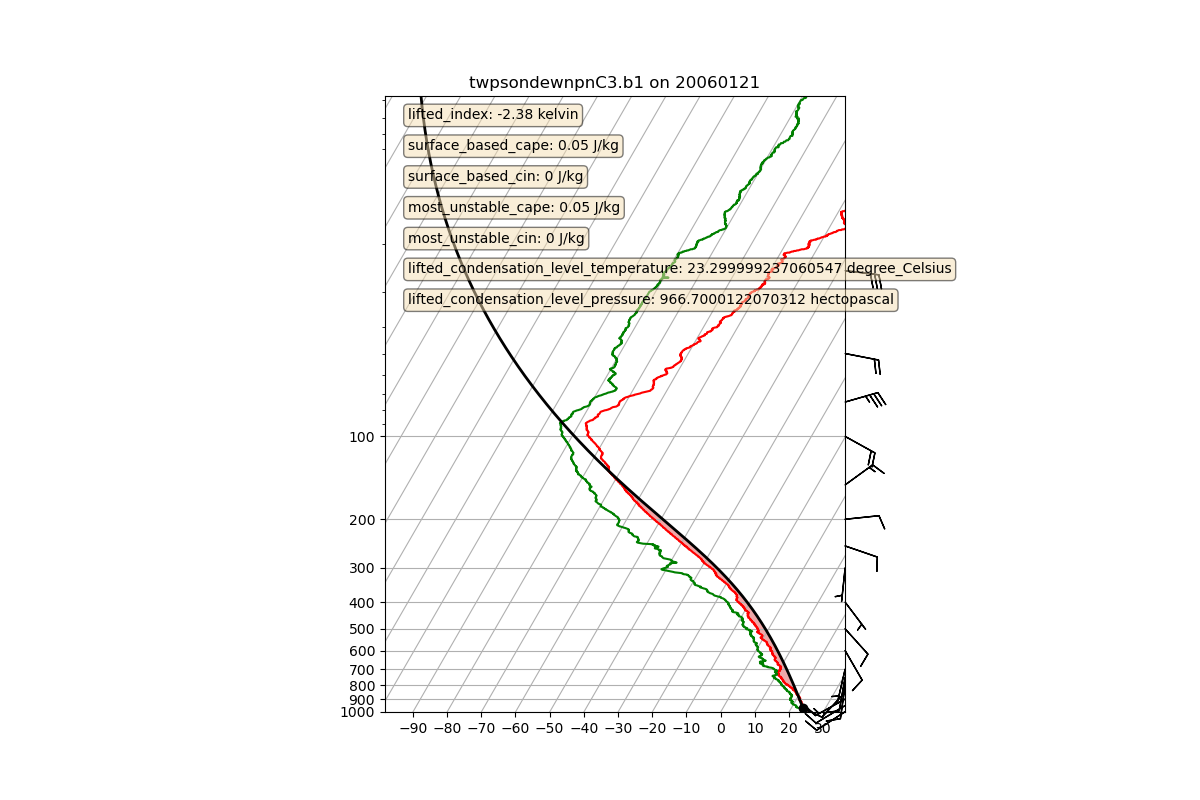 twpsondewnpnC3.b1 on 20060121
lifted_index: -2.38 kelvin
surface_based_cape: 0.05 J/kg
surface_based_cin: 0 J/kg
most_unstable_cape: 0.05 J/kg
most_unstable_cin: 0 J/kg
lifted_condensation_level_temperature: 23.299999237060547 degree_Celsius
lifted_condensation_level_pressure: 966.7000122070312 hectopascal
100
200
300
400
500
600
700
800
900
1000
−90 −80 −70 −60 −50 −40 −30 −20 −10 0 10 20 30